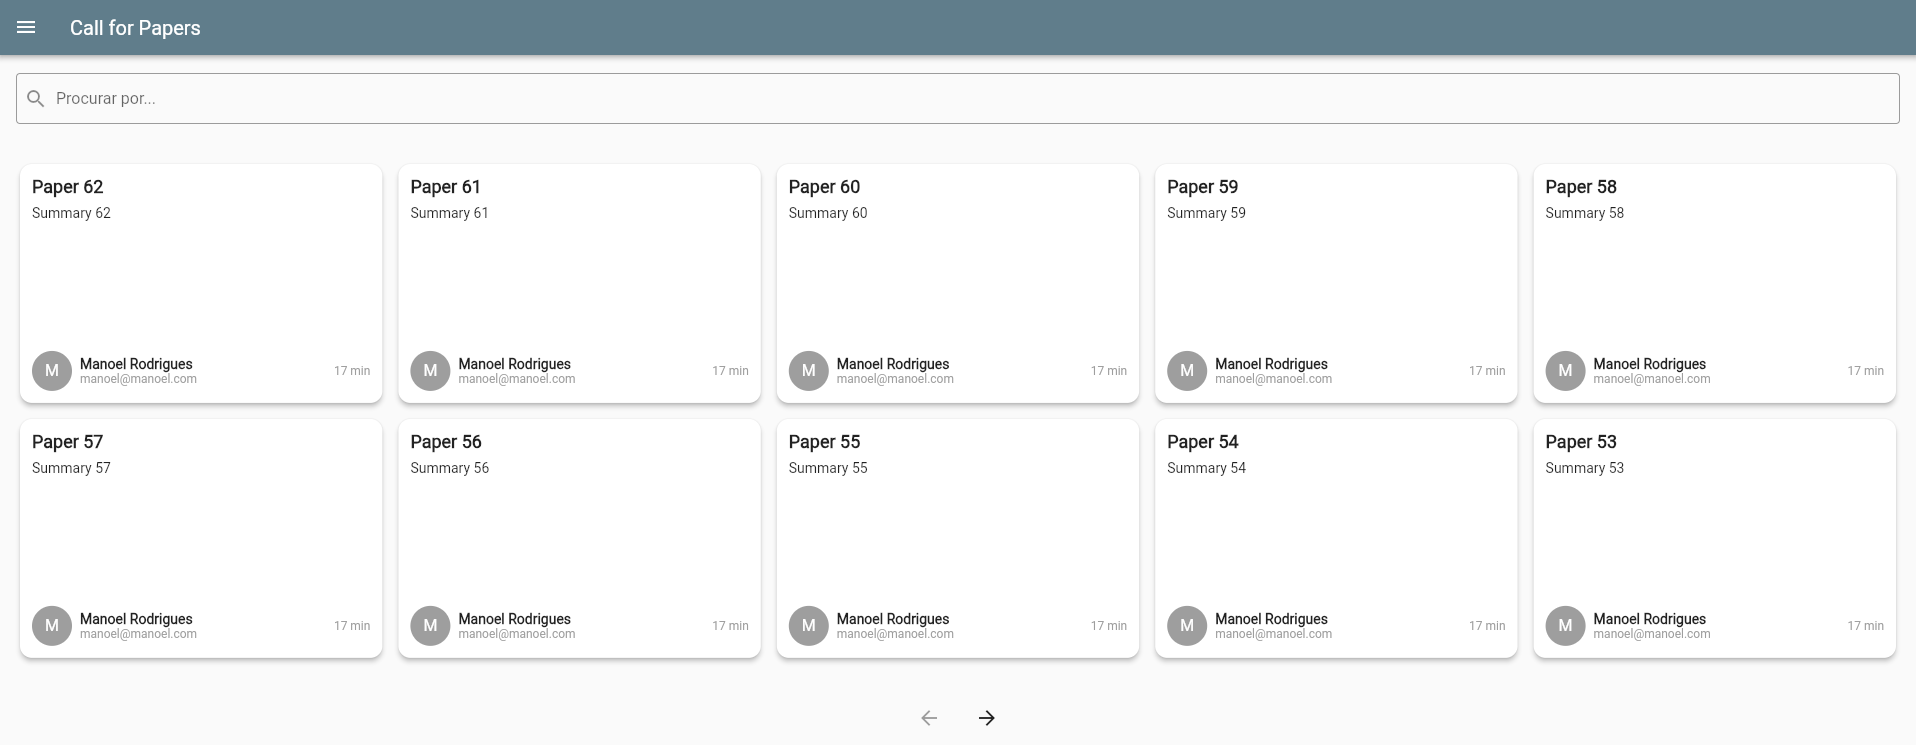 Call for Papers
Procurar por...
Paper 62
Summary 62
M
Manoel Rodrigues
manoel@manoel.com
17 min
Paper 61
Summary 61
M
Manoel Rodrigues
manoel@manoel.com
17 min
Paper 60
Summary 60
M
Manoel Rodrigues
manoel@manoel.com
17 min
Paper 59
Summary 59
M
Manoel Rodrigues
manoel@manoel.com
17 min
Paper 58
Summary 58
M
Manoel Rodrigues
manoel@manoel.com
17 min
Paper 57
Summary 57
M
Manoel Rodrigues
manoel@manoel.com
17 min
Paper 56
Summary 56
M
Manoel Rodrigues
manoel@manoel.com
17 min
Paper 55
Summary 55
M
Manoel Rodrigues
manoel@manoel.com
17 min
Paper 54
Summary 54
M
Manoel Rodrigues
manoel@manoel.com
17 min
Paper 53
Summary 53
M
Manoel Rodrigues
manoel@manoel.com
17 min